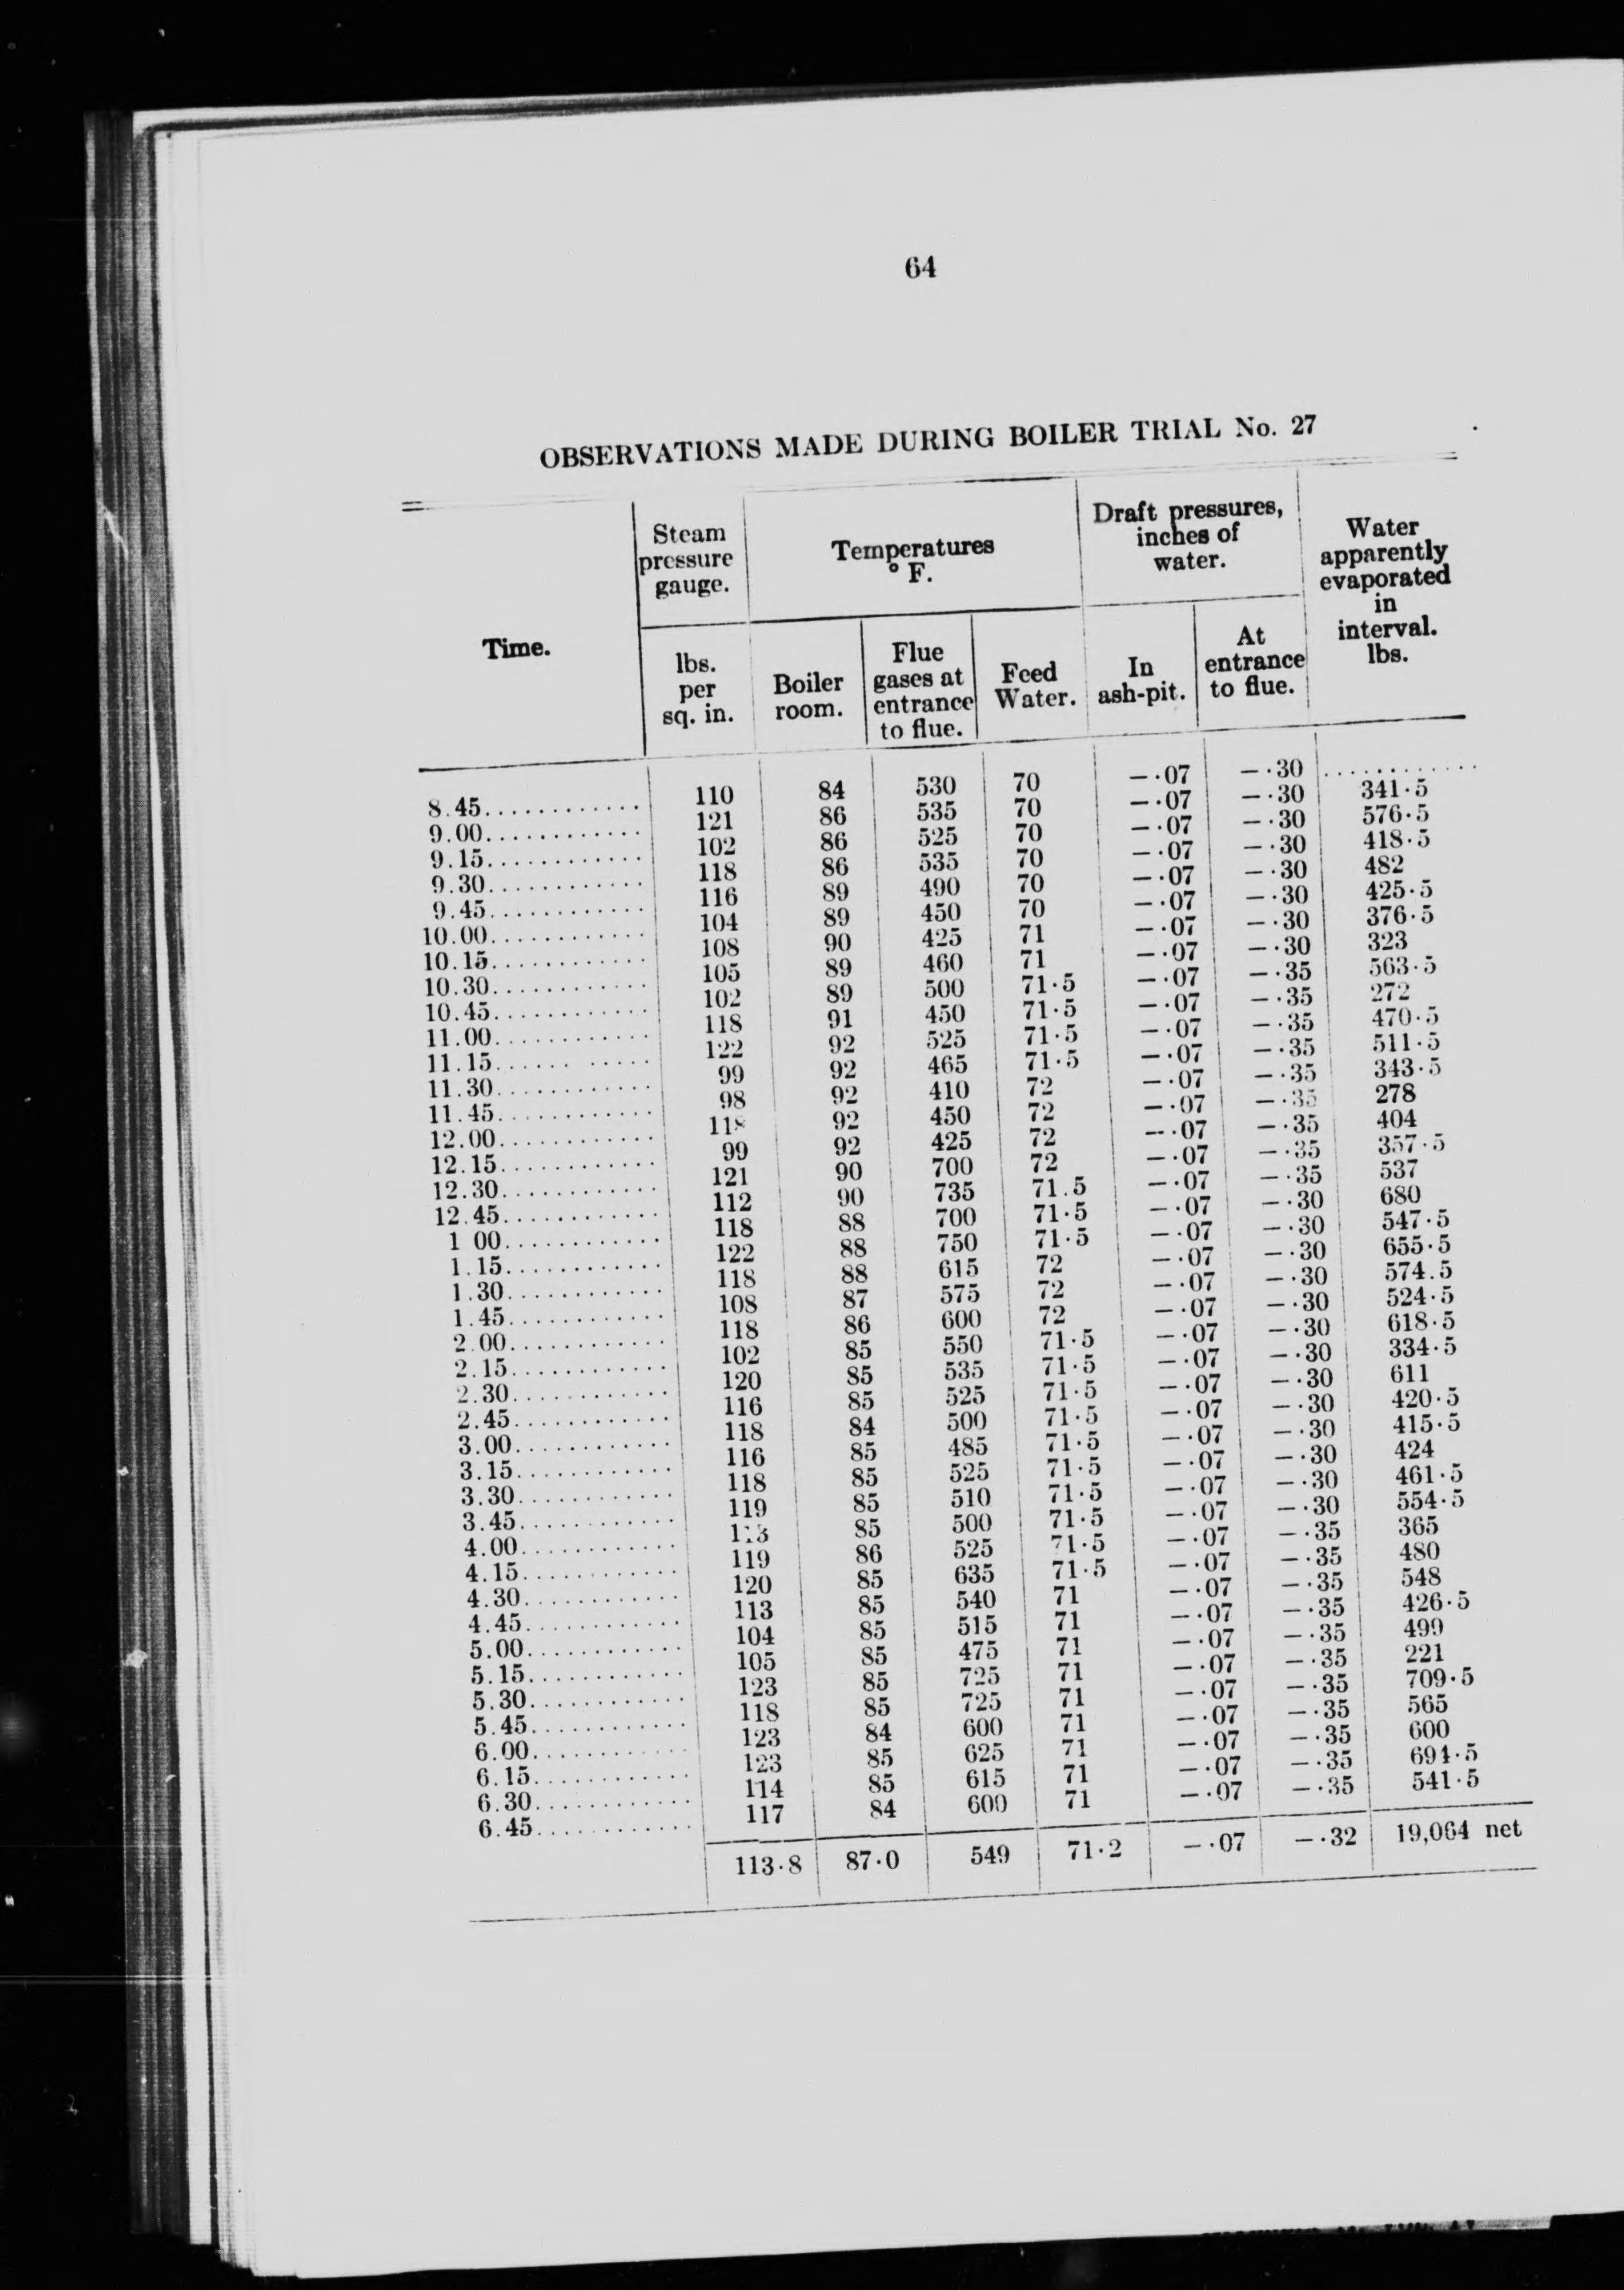 64
OBSERVATIONS MADE DURING BOILER TRIAL No. 27
Time.
Steam
pressure
gauge.
lbs.
per
sq. in.
Temperatures
° F.
Boiler
room.
Flue
gases at
entrance
to flue.
Feed
Water.
Draft pressures,
inches of
water.
In
ash-pit.
At
entrance
to flue.
Water
apparently
evaporated
in
interval.
lbs.
8.45............ 110 84 530 70 —·07 —·30 ............
9.00............ 121 86 535 70 —·07 —·30 341·5
9.15............ 102 86 525 70 —·07 —·30 576·5
9.30............ 118 86 535 70 —·07 —·30 418·5
9.45............ 116 89 490 70 —·07 —·30 482
10.00............ 104 89 450 70 —·07 —·30 425·5
10.15............ 108 90 425 71 —·07 —·30 376·5
10.30............ 105 89 460 71 —·07 —·30 323
10.45............ 102 89 500 71·5 —·07 —·35 563·5
11.00............ 118 91 450 71·5 —·07 —·35 272
11.15............ 122 92 525 71·5 —·07 —·35 470·5
11.30............ 99 92 465 71·5 —·07 —·35 511·5
11.45............ 98 92 410 72 —·07 —·35 343·5
12.00............ 118 92 450 72 —·07 —·35 278
12.15............ 99 92 425 72 —·07 —·35 404
12.30............ 121 90 700 72 —·07 —·35 357·5
12.45............ 112 90 735 71.5 —·07 —·35 537
1 00............ 118 88 700 71·5 —·07 —·30 680
1.15............ 122 88 750 71·5 —·07 —·30 547·5
1.30............ 118 88 615 72 —·07 —·30 655·5
1.45............ 108 87 575 72 —·07 —·30 574.5
2.00............ 118 86 600 72 —·07 —·30 524·5
2.15............ 102 85 550 71·5 —·07 —·30 618·5
2.30............ 120 85 535 71·5 —·07 —·30 334·5
2.45............ 116 85 525 71·5 —·07 —·30 611
3.00............ 118 84 500 71·5 —·07 —·30 420·5
3.15............ 116 85 485 71·5 —·07 —·30 415·5
3.30............ 118 85 525 71·5 —·07 —·30 424
3.45............ 119 85 510 71·5 —·07 —·30 461·5
4.00............ 85 500 71·5 —·07 —·30 554·5
4.15............ 119 86 525 71·5 —·07 —·35 365
4.30............ 120 85 635 71·5 —·07 —·35 480
4.45............ 113 85 540 71 —·07 —·35 548
5.00............ 104 85 515 71 —·07 —·35 426·5
5.15............ 105 85 475 71 —·07 —·35 499
5.30............ 123 85 725 71 —·07 —·35 221
5.45............ 118 85 725 71 —·07 —·35 709·5
6.00............ 123 84 600 71 —·07 —·35 565
6.15............ 123 85 625 71 —·07 —·35 600
6.30............ 114 85 615 71 —·07 —·35 694·5
6.45............ 117 84 600 71 —·07 —·35 541·5
113·8 87·0 549 71·2 —·07 —·32 19,064 net